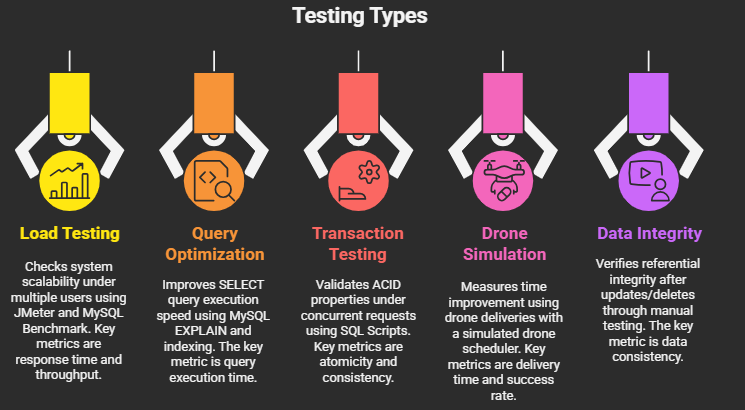 Testing Types
Load Testing
Checks system
scalability under
multiple users using
JMeter and MySQL
Benchmark. Key
metrics are
response time and
throughput.
Query
Optimization
Improves SELECT
query execution
speed using MySQL
EXPLAIN and
indexing. The key
metric is query
execution time.
Transaction
Testing
Validates ACID
properties under
concurrent requests
using SQL Scripts.
Key metrics are
atomicity and
consistency.
Drone
Simulation
Measures time
improvement using
drone deliveries with
a simulated drone
scheduler. Key
metrics are delivery
time and success
rate.
Data Integrity
Verifies referential
integrity after
updates/deletes
through manual
testing. The key
metric is data
consistency.